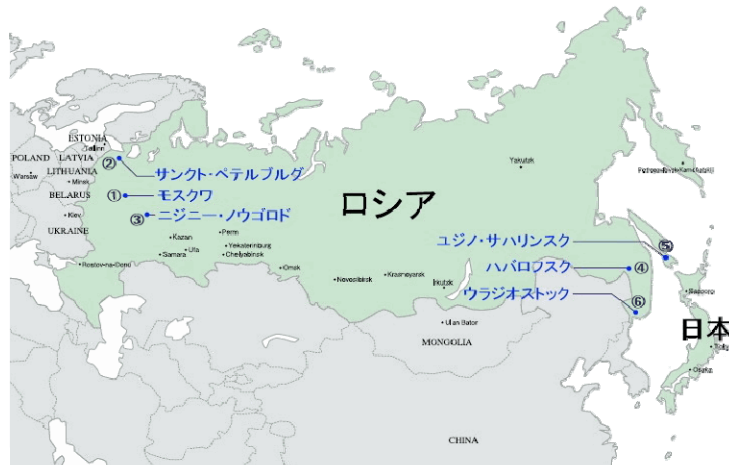 ESTONIA
Tallinn
POLAND
LATVIA
②
サンクト・ペテルブルグ
Warsaw
LITHUANIA
Minsk
BELARUS
①
モスクワ
Kiev
③
ニジニー・ノウゴロド
UKRAINE
ロシア
Yakutsk
Kazan
Perm
Ufa
Yekaterinburg
Samara
Chelyabinsk
Rostov-na-Donu
Omsk
Novosibirsk
Krasnoyarsk
Irkutsk
ユジノ・サハリンスク
⑤
ハバロフスク
④
ウラジオストック
⑥
Sapporo
日本
Ulan Bator
MONGOLIA
Osaka
CHINA